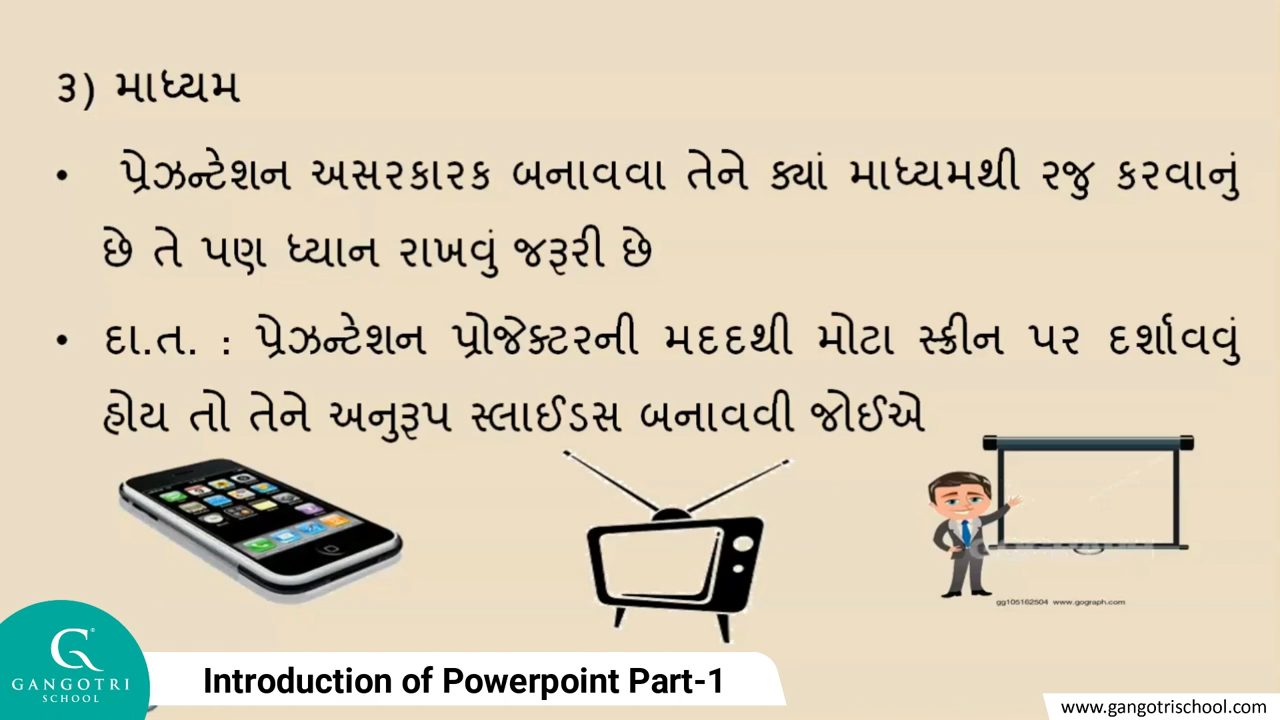 ૩) માધ્યમ
• પ્રેઝન્ટેશન અસરકારક બનાવવા તેને ક્યાં માધ્યમથી રજુ કરવાનું
છે તે પણ ધ્યાન રાખવું જરૂરી છે
• દા.ત. : પ્રેઝન્ટેશન પ્રોજેક્ટરની મદદથી મોટા સ્ક્રીન પર દર્શાવવું
હોય તો તેને અનુરૂપ સ્લાઈડસ બનાવવી જોઈએ
gg105162504 www.gograph.com
GANGOTRI
SCHOOL
Introduction of Powerpoint Part-1
www.gangotrischool.com